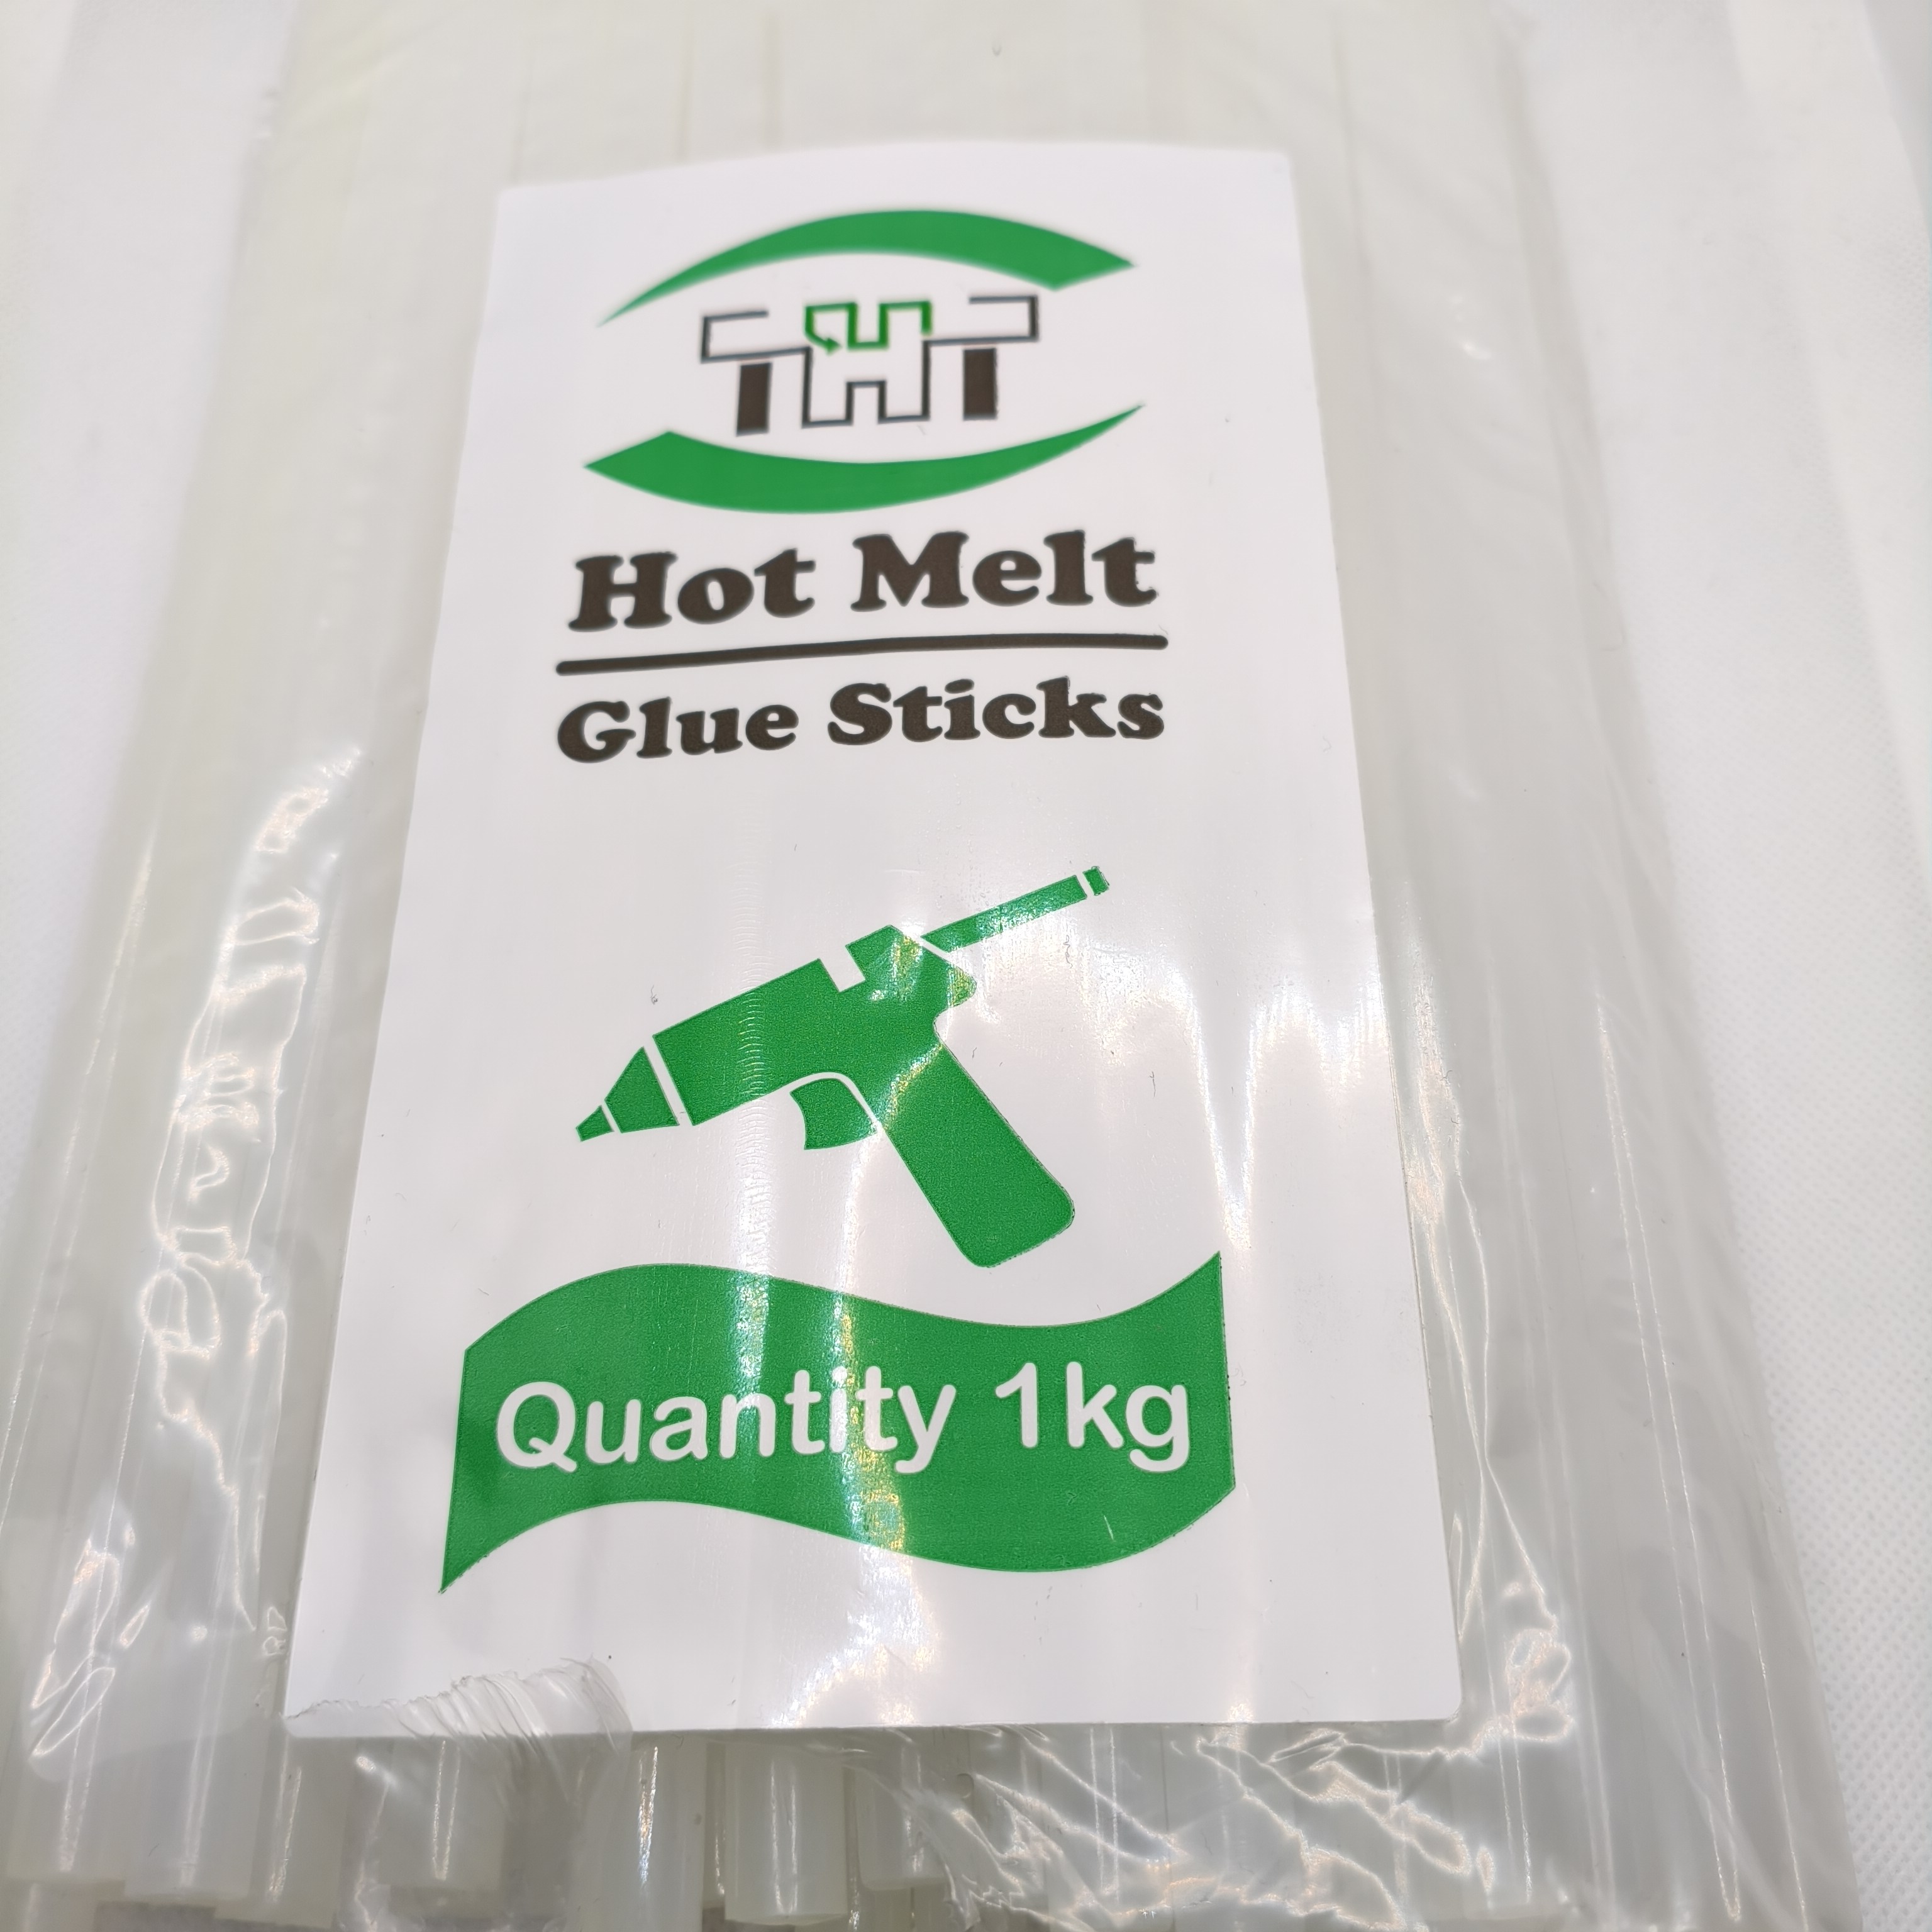 THT
Hot Melt
Glue Sticks
Quantity 1kg